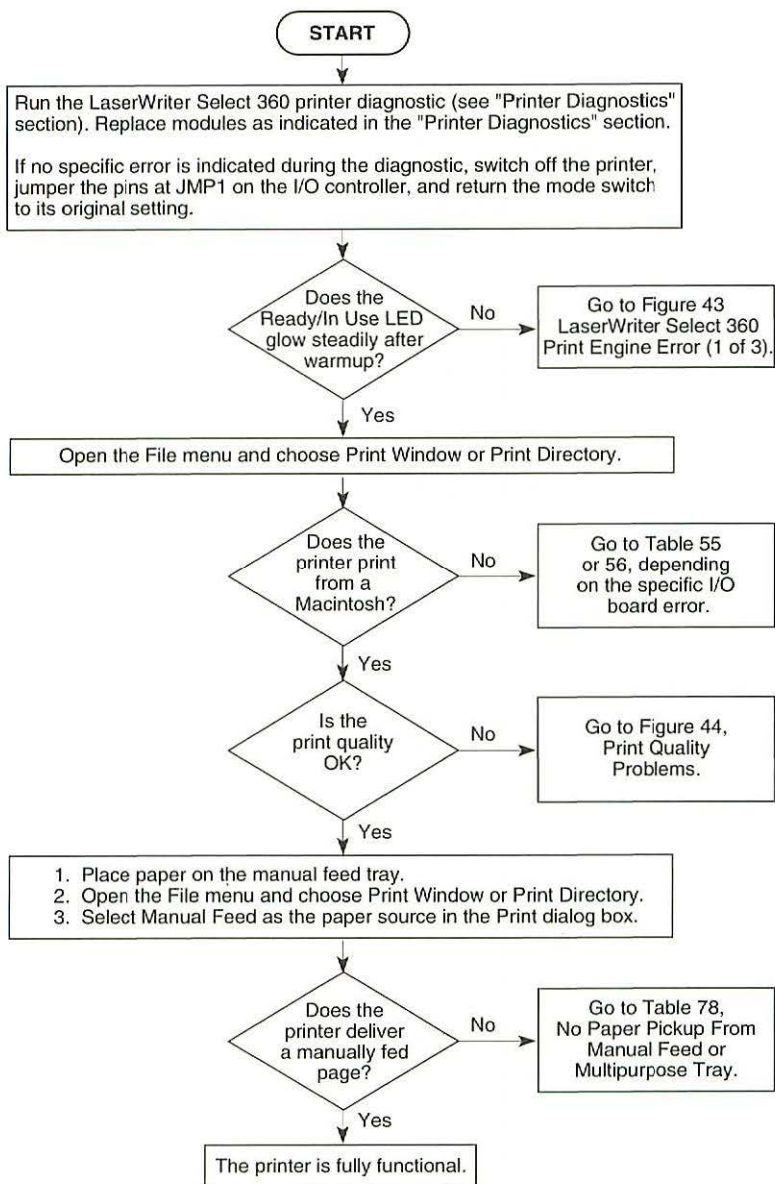 START
Run the LaserWriter Select 360 printer diagnostic (see "Printer Diagnostics"
section). Replace modules as indicated in the "Printer Diagnostics" section.
If no specific error is indicated during the diagnostic, switch off the printer,
jumper the pins at JMP1 on the I/O controller, and return the mode switch
to its original setting.
Does the
Ready/In Use LED
glow steadily after
warmup?
No
Go to Figure 43
LaserWriter Select 360
Print Engine Error (1 of 3).
Yes
Open the File menu and choose Print Window or Print Directory.
Does the
printer print
from a
Macintosh?
No
Go to Table 55
or 56, depending
on the specific I/O
board error.
Yes
Is the
print quality
OK?
No
Go to Figure 44,
Print Quality
Problems.
Yes
1. Place paper on the manual feed tray.
2. Open the File menu and choose Print Window or Print Directory.
3. Select Manual Feed as the paper source in the Print dialog box.
Does the
printer deliver
a manually fed
page?
No
Go to Table 78,
No Paper Pickup From
Manual Feed or
Multipurpose Tray.
Yes
The printer is fully functional.